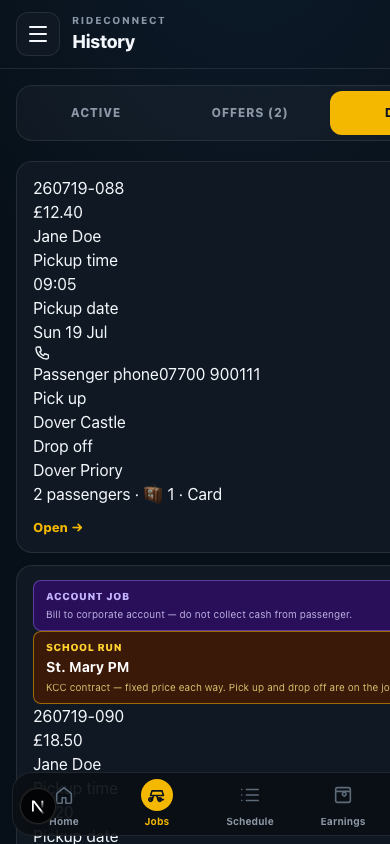 RIDECONNECT
History
ACTIVE
OFFERS (2)
260719-088
£12.40
Jane Doe
Pickup time
09:05
Pickup date
Sun 19 Jul
Passenger phone07700 900111
Pick up
Dover Castle
Drop off
Dover Priory
2 passengers · 🧳 1 · Card
Open →
ACCOUNT JOB
Bill to corporate account — do not collect cash from passenger.
SCHOOL RUN
St. Mary PM
KCC contract — fixed price each way. Pick up and drop off are on the jo
260719-090
£18.50
Jane Doe
Pickup time
Pickup date
N
Home
Jobs
Schedule
Earnings